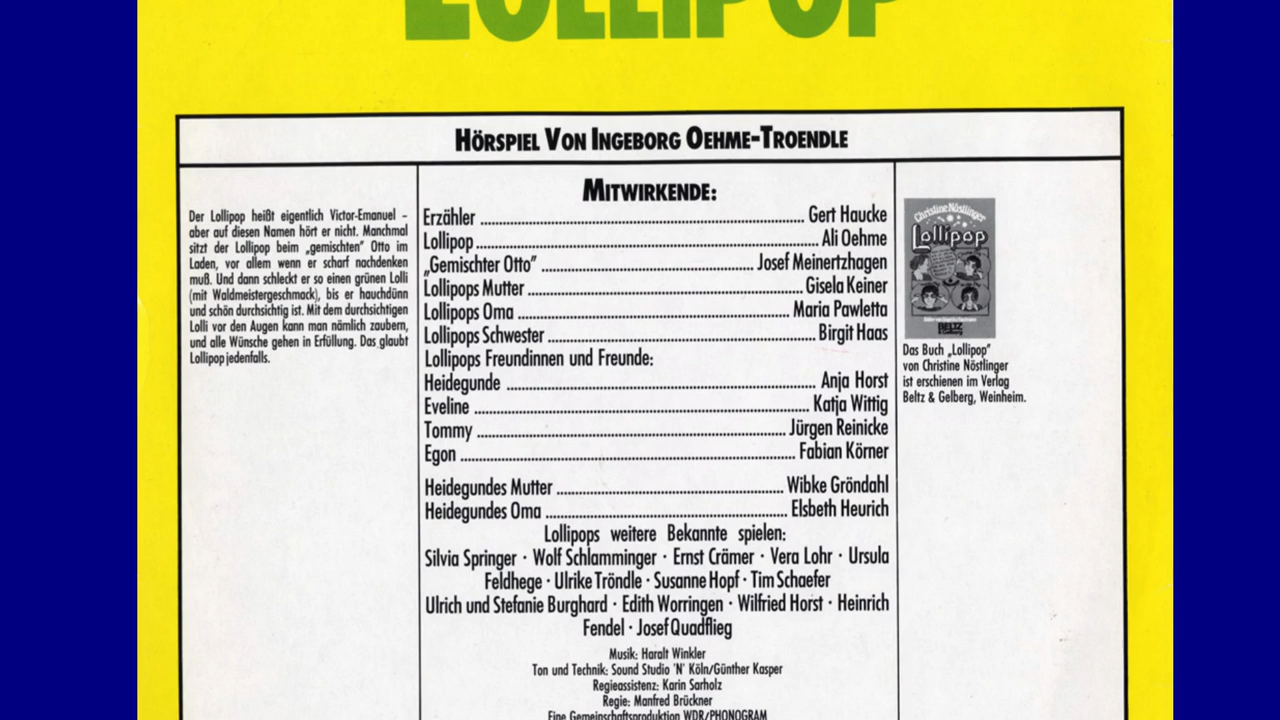 LOLLIPOP
HÖRSPIEL VON INGEBORG OEHME-TROENDLE
Der Lollipop heißt eigentlich Victor-Emanuel –
aber auf diesen Namen hört er nicht. Manchmal
sitzt der Lollipop beim „gemischten” Otto im
Laden, vor allem wenn er scharf nachdenken
muß. Und dann schleckt er so einen grünen Lolli
(mit Waldmeistergeschmack), bis er hauchdünn
und schön durchsichtig ist. Mit dem durchsichtigen
Lolli vor den Augen kann man nämlich zaubern,
und alle Wünsche gehen in Erfüllung. Das glaubt
Lollipop jedenfalls.
MITWIRKENDE:
Erzähler ........ Gert Haucke
Lollipop ........ Ali Oehme
„Gemischter Otto” ........ Josef Meinertzhagen
Lollipops Mutter ........ Gisela Keiner
Lollipops Oma ........ Maria Pawletta
Lollipops Schwester ........ Birgit Haas
Lollipops Freundinnen und Freunde:
Heidegunde ........ Anja Horst
Eveline ........ Katja Wittig
Tommy ........ Jürgen Reinicke
Egon ........ Fabian Körner
Heidegundes Mutter ........ Wibke Gröndahl
Heidegundes Oma ........ Elsbeth Heurich
Lollipops weitere Bekannte spielen:
Silvia Springer · Wolf Schlamminger · Ernst Crämer · Vera Lohr · Ursula
Feldhege · Ulrike Tröndle · Susanne Hopf · Tim Schaefer
Ulrich und Stefanie Burghard · Edith Worringen · Wilfried Horst · Heinrich
Fendel · Josef Quadflieg
Musik: Haralt Winkler
Ton und Technik: Sound Studio 'N' Köln/Günther Kasper
Regieassistenz: Karin Sarholz
Regie: Manfred Brückner
Eine Gemeinschaftsproduktion WDR/PHONOGRAM
Christine Nöstlinger
Lollipop
BELTZ
Das Buch „Lollipop”
von Christine Nöstlinger
ist erschienen im Verlag
Beltz & Gelberg, Weinheim.